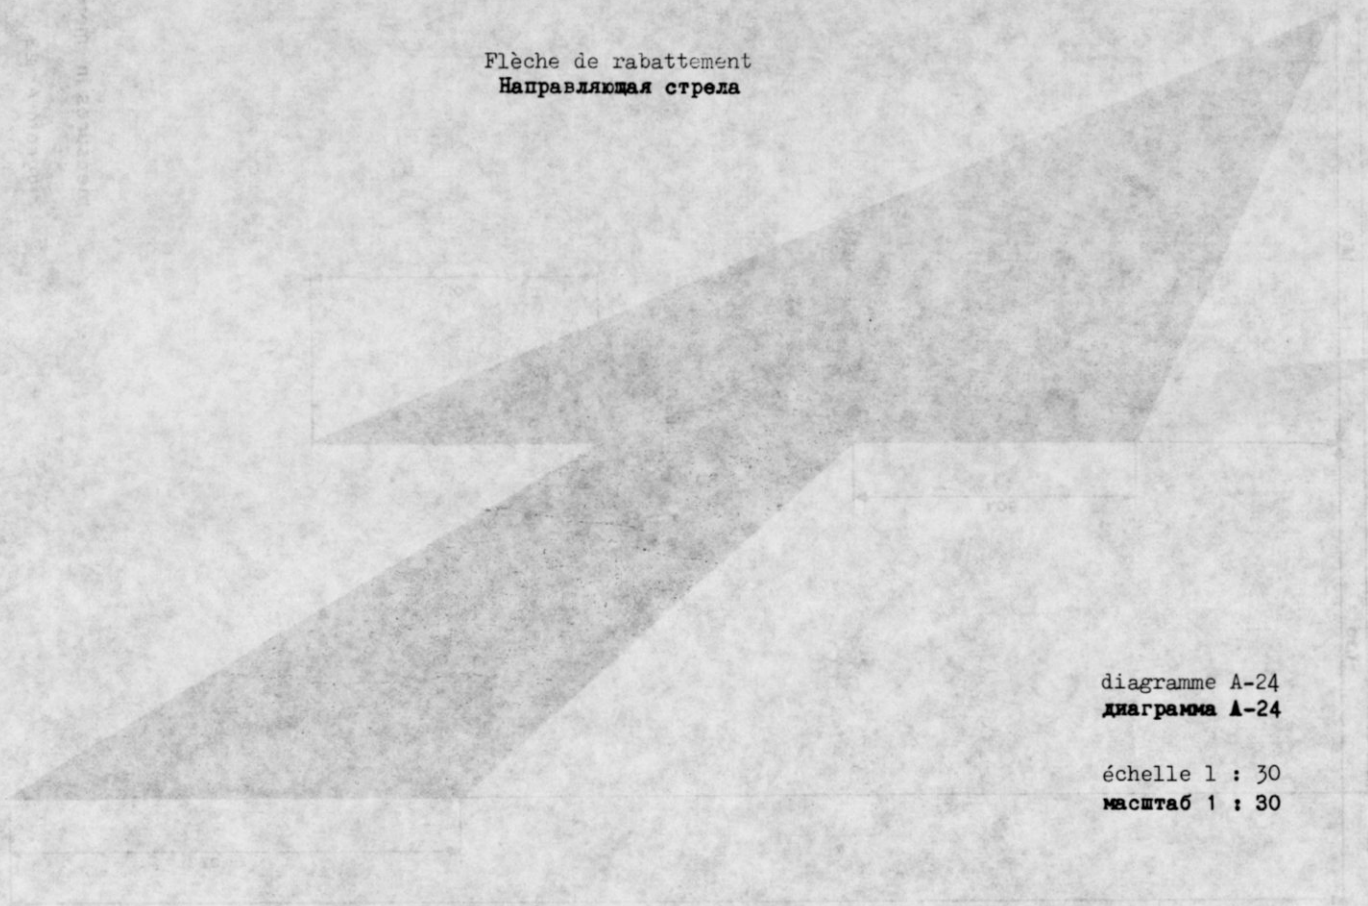 Flèche de rabattement
Направляющая стрела
diagramme A-24
диаграмма А-24
échelle 1 : 30
масштаб 1 : 30